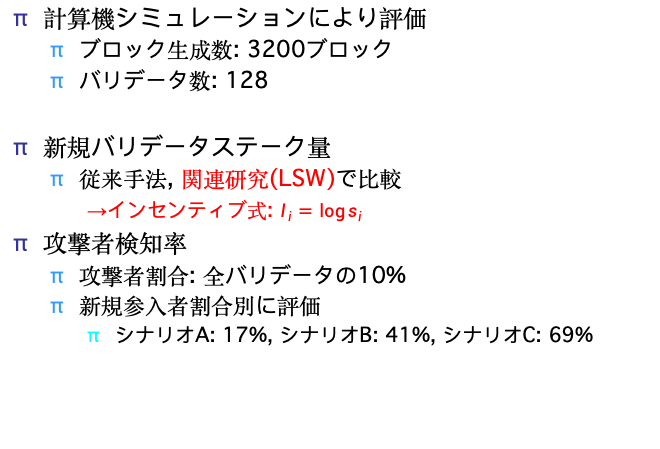 π 計算機シミュレーションにより評価
π ブロック生成数: 3200ブロック
π バリデータ数: 128
π 新規バリデータステーク量
π 従来手法, 関連研究(LSW)で比較
→インセンティブ式: I_i = log s_i
π 攻撃者検知率
π 攻撃者割合: 全バリデータの10%
π 新規参入者割合別に評価
π シナリオA: 17%, シナリオB: 41%, シナリオC: 69%